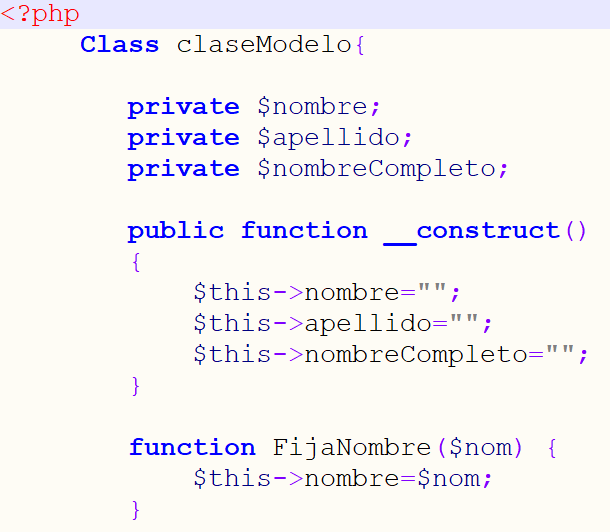 <?php
Class claseModelo{
private $nombre;
private $apellido;
private $nombreCompleto;
public function __construct()
{
$this->nombre="";
$this->apellido="";
$this->nombreCompleto="";
}
function FijaNombre($nom) {
$this->nombre=$nom;
}